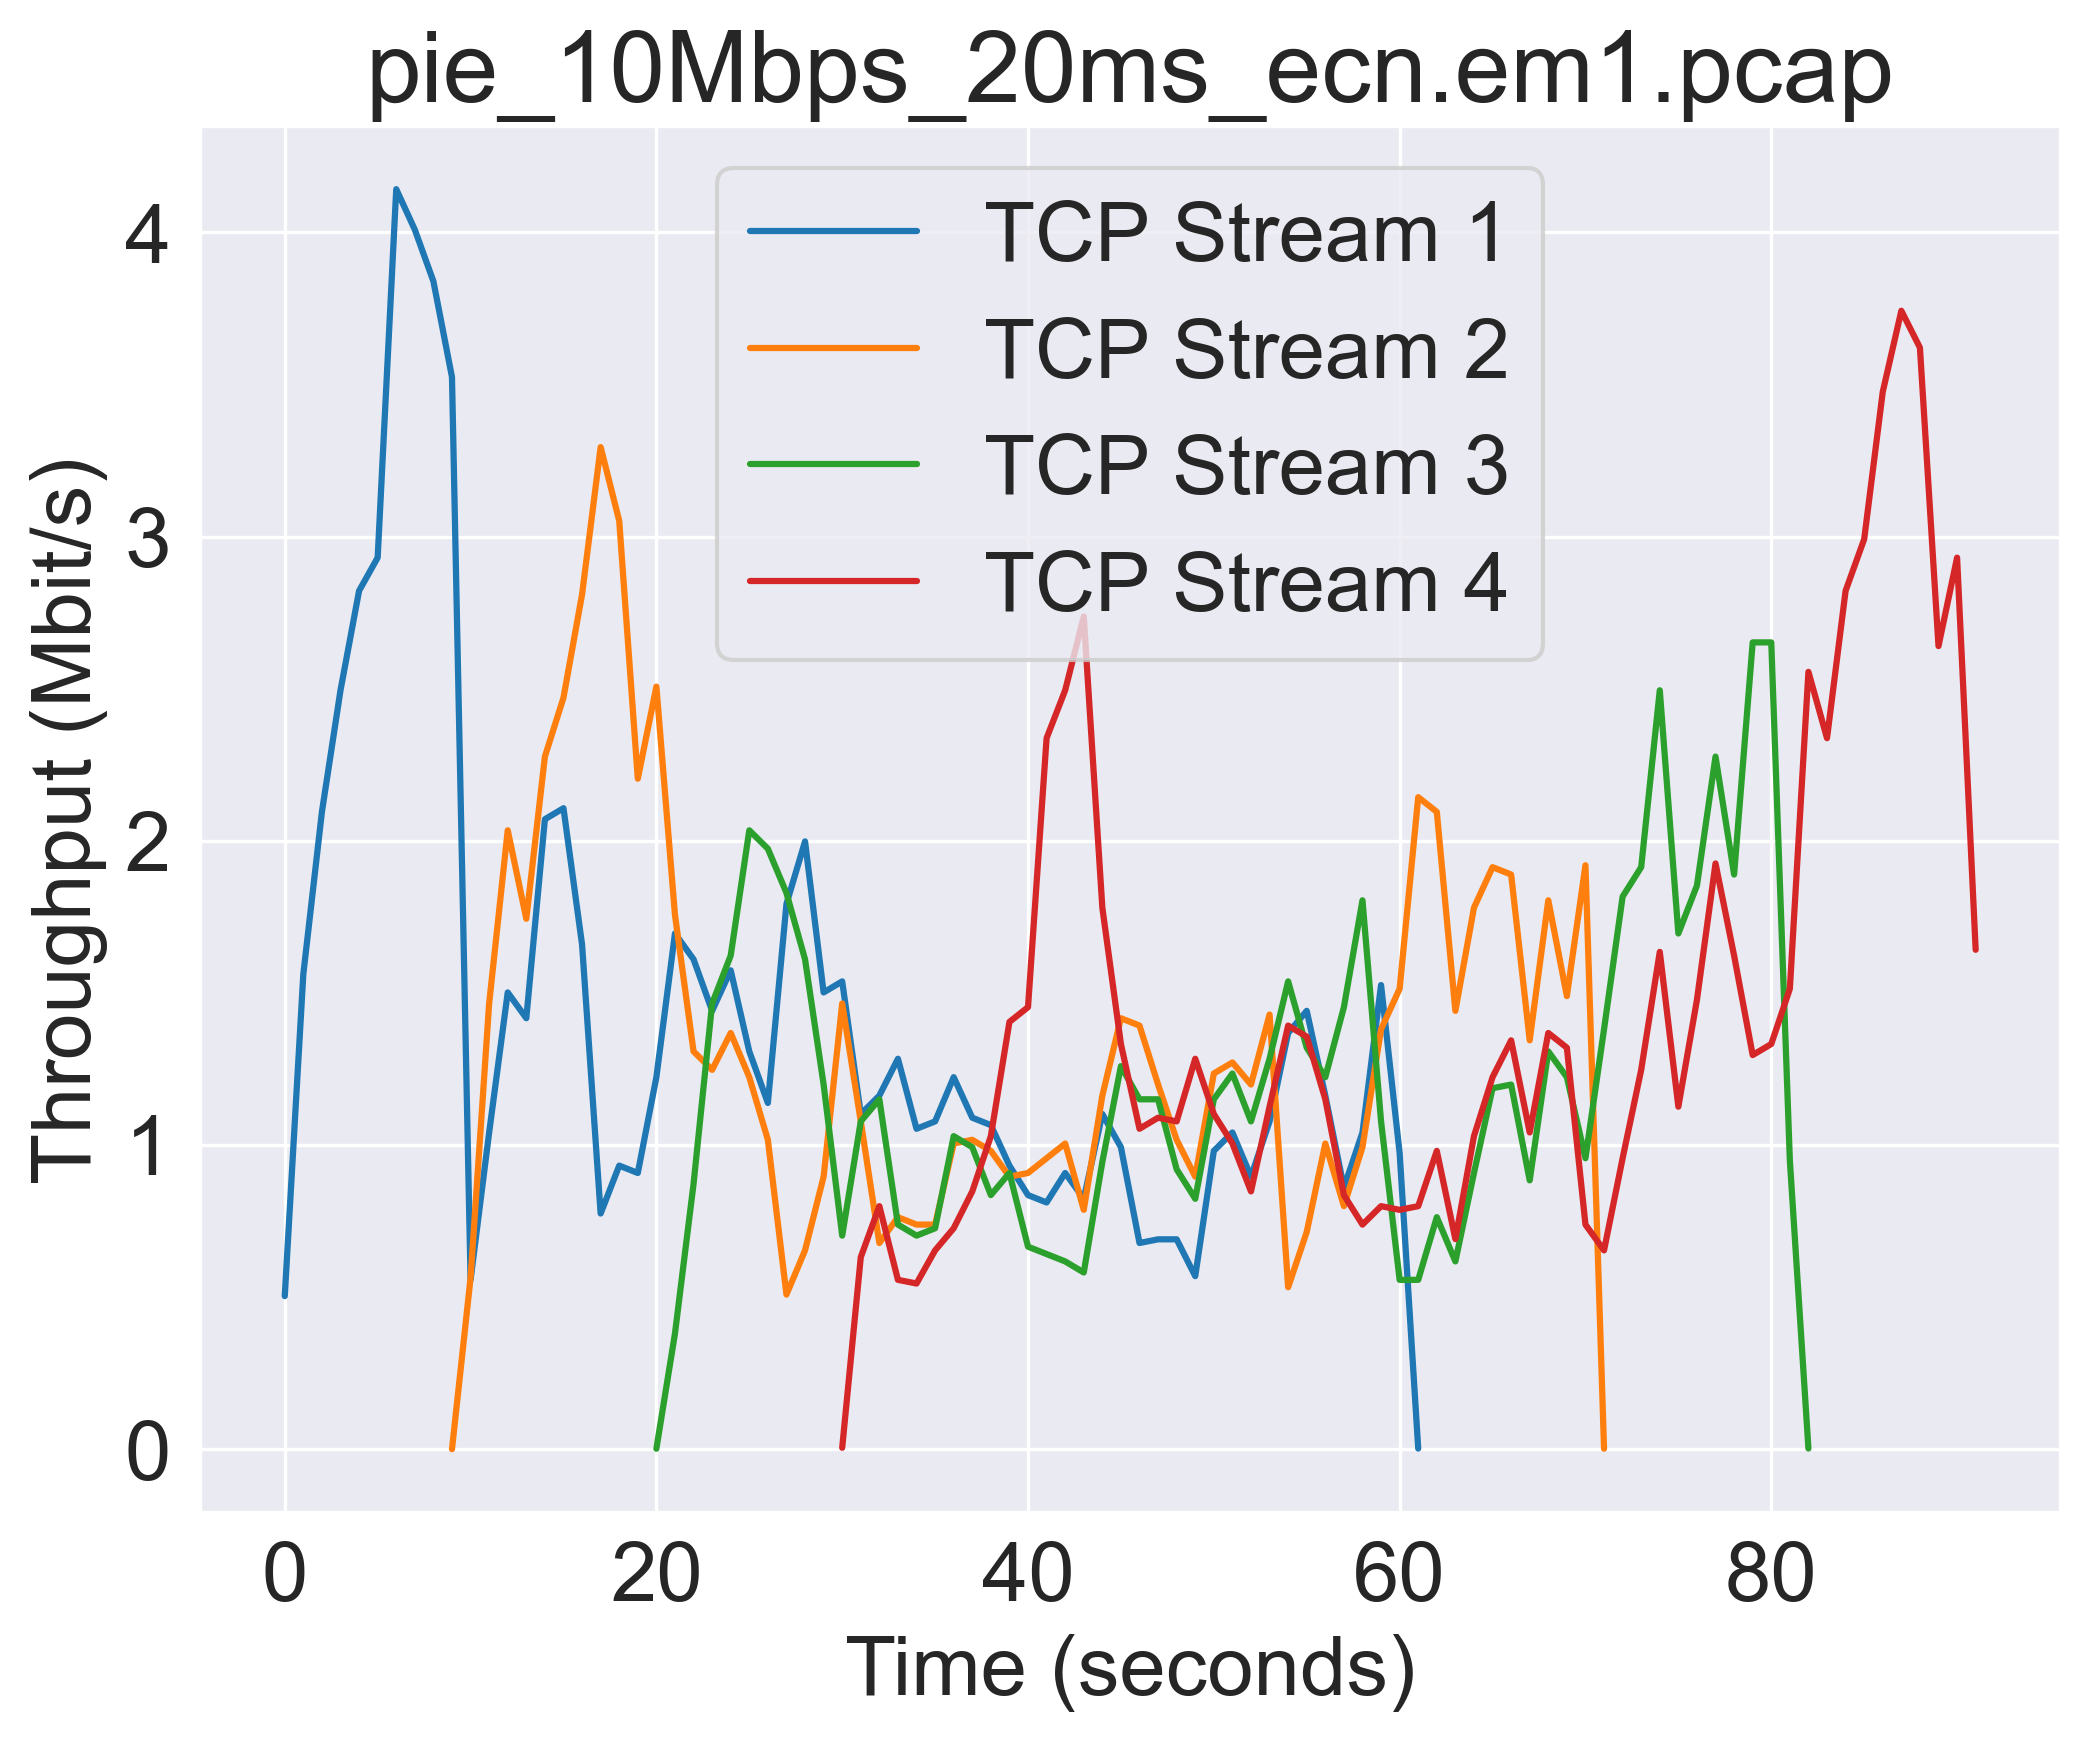 pie_10Mbps_20ms_ecn.em1.pcap
TCP Stream 1
TCP Stream 2
TCP Stream 3
TCP Stream 4
Throughput (Mbit/s)
4
3
2
1
0
0 20 40 60 80
Time (seconds)